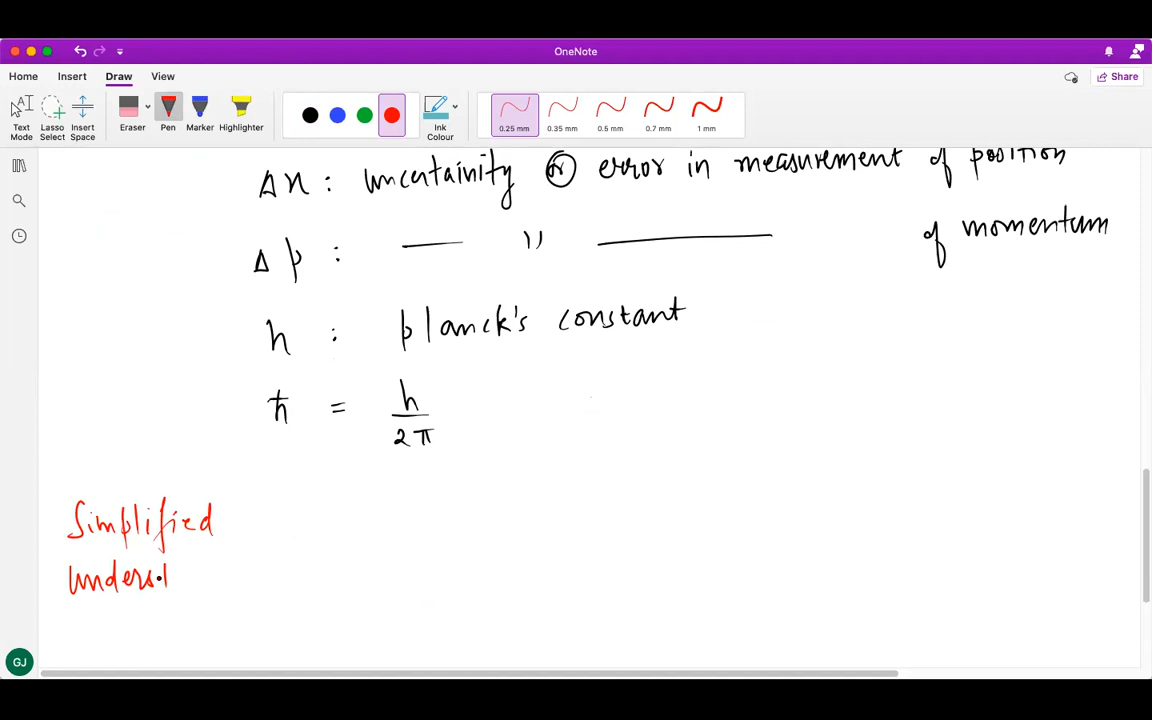 OneNote
Home Insert Draw View
Share
Text Mode
Lasso Select
Insert Space
Eraser
Pen
Marker
Highlighter
Ink Colour
0.25 mm
0.35 mm
0.5 mm
0.7 mm
1 mm
Δx : uncertainity or error in measurement of position
Δp : —— " —— of momentum
h : planck's constant
ħ = h/2π
Simplified
Underst
GJ